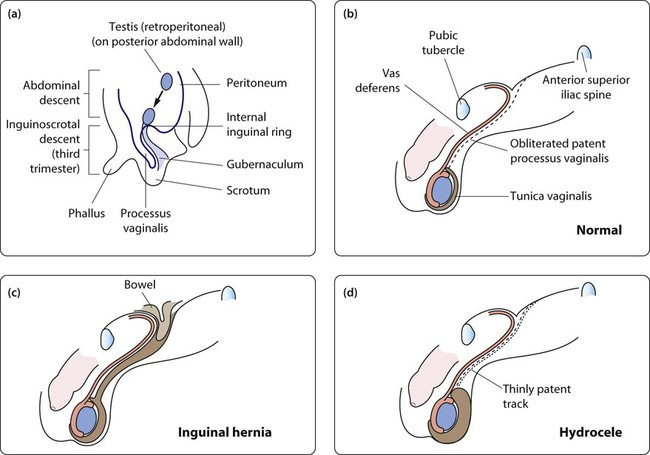 (a)
Testis (retroperitoneal)
(on posterior abdominal wall)
Abdominal
descent
Peritoneum
Inguinoscrotal
descent
(third
trimester)
Internal
inguinal ring
Gubernaculum
Scrotum
Phallus
Processus
vaginalis
(b)
Pubic
tubercle
Vas
deferens
Anterior superior
iliac spine
Obliterated patent
processus vaginalis
Tunica vaginalis
Normal
(c)
Bowel
Inguinal hernia
(d)
Thinly patent
track
Hydrocele